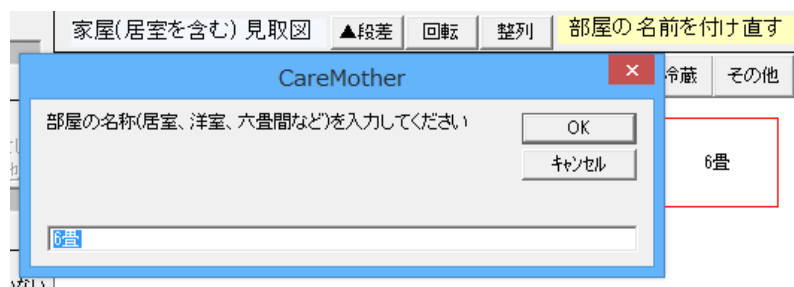 家屋(居室を含む) 見取図 ▲段差 回転 整列 部屋の名前を付け直す
CareMother ×
冷蔵 その他
部屋の名称(居室、洋室、六畳間など)を入力してください OK
キャンセル
6畳
6畳